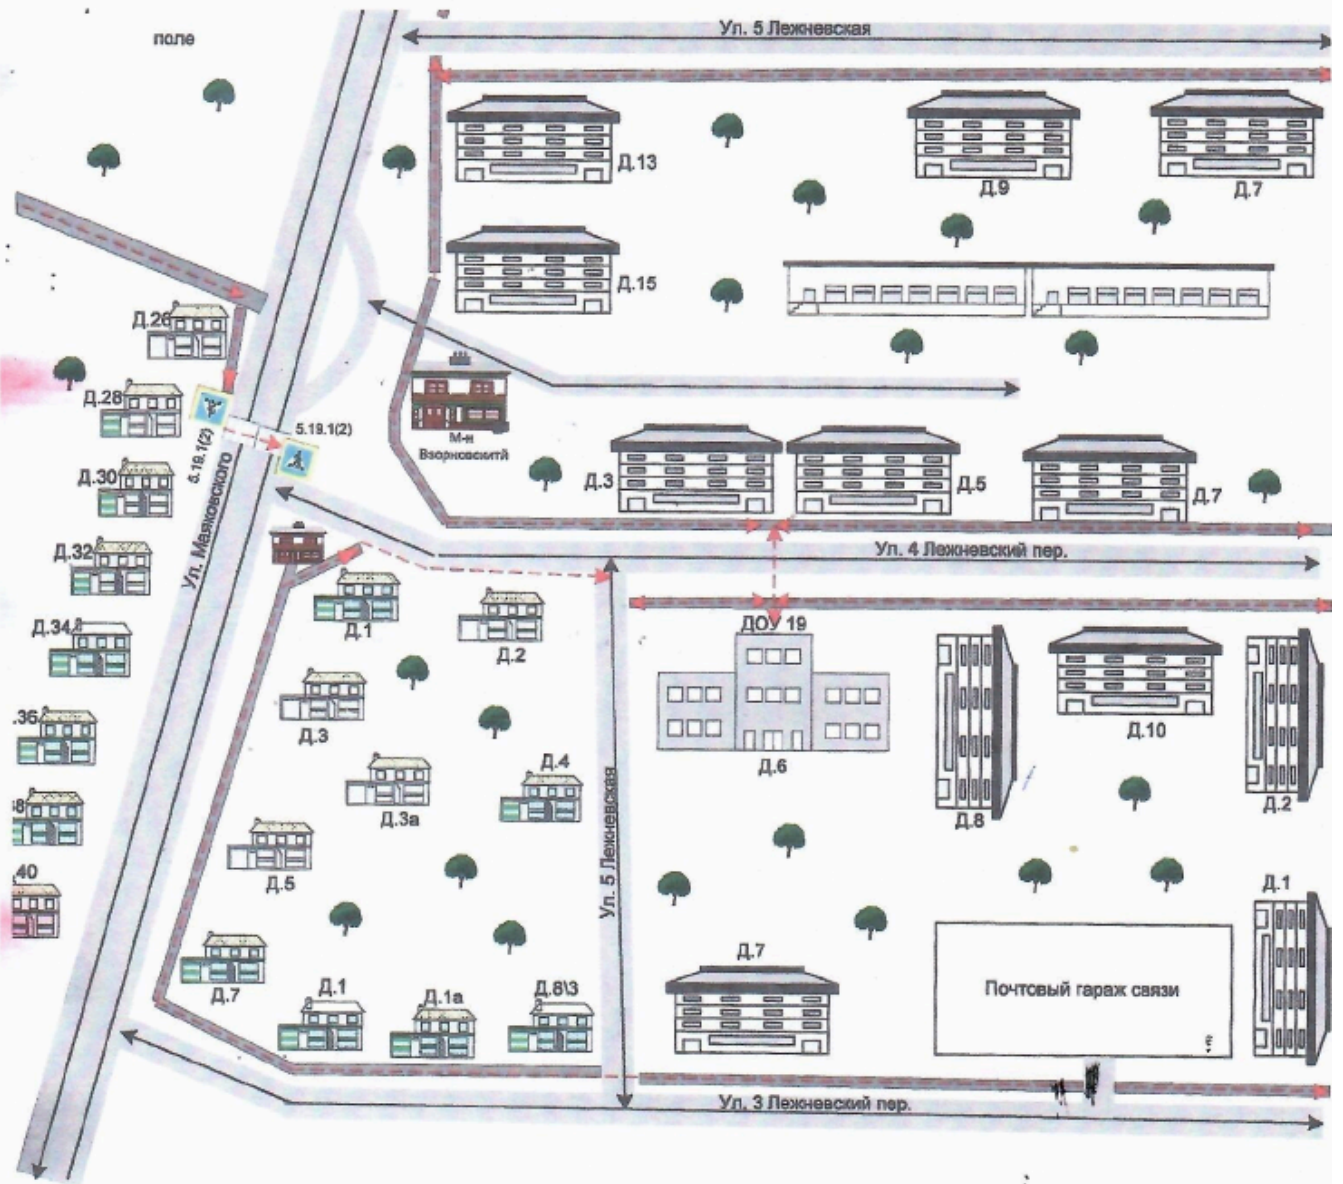 Ул. 5 Лежневская
поле
Д.13
Д.9
Д.7
Д.15
Д.26
Д.28
5.19.1(2)
5.19.1(2)
М-н
Взорновскитй
Д.30
Д.3
Д.5
Д.7
Ул. Маяковского
Ул. 4 Лежневский пер.
Д.32
Д.34
Д.1
Д.2
ДОУ 19
Д.3
.36
Д.10
Д.6
Д.4
Д.3а
Д.8
Д.2
Ул. 5 Лежневская
.40
Д.5
Д.1
Д.7
Д.7
Д.1
Д.1а
Д.8\3
Почтовый гараж связи
Ул. 3 Лежневский пер.